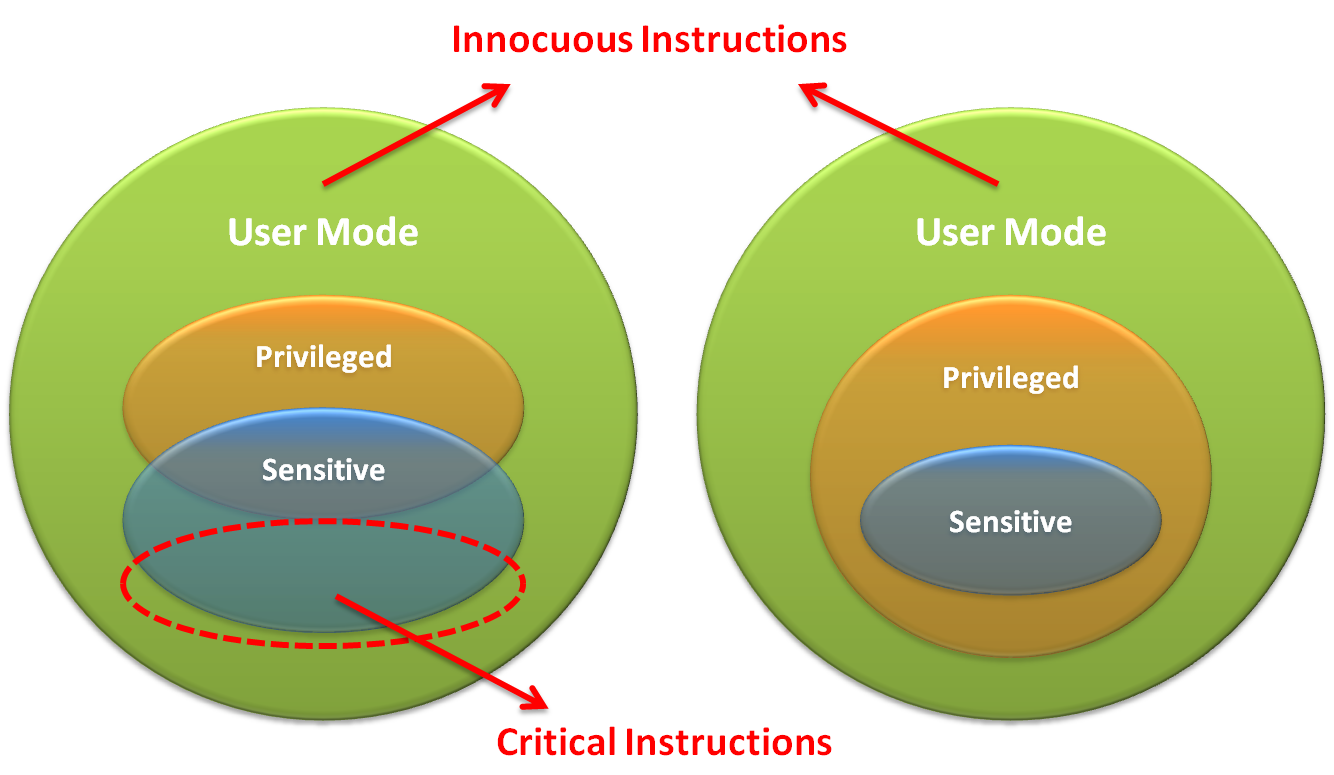 Innocuous Instructions
User Mode
Privileged
Sensitive
User Mode
Privileged
Sensitive
Critical Instructions